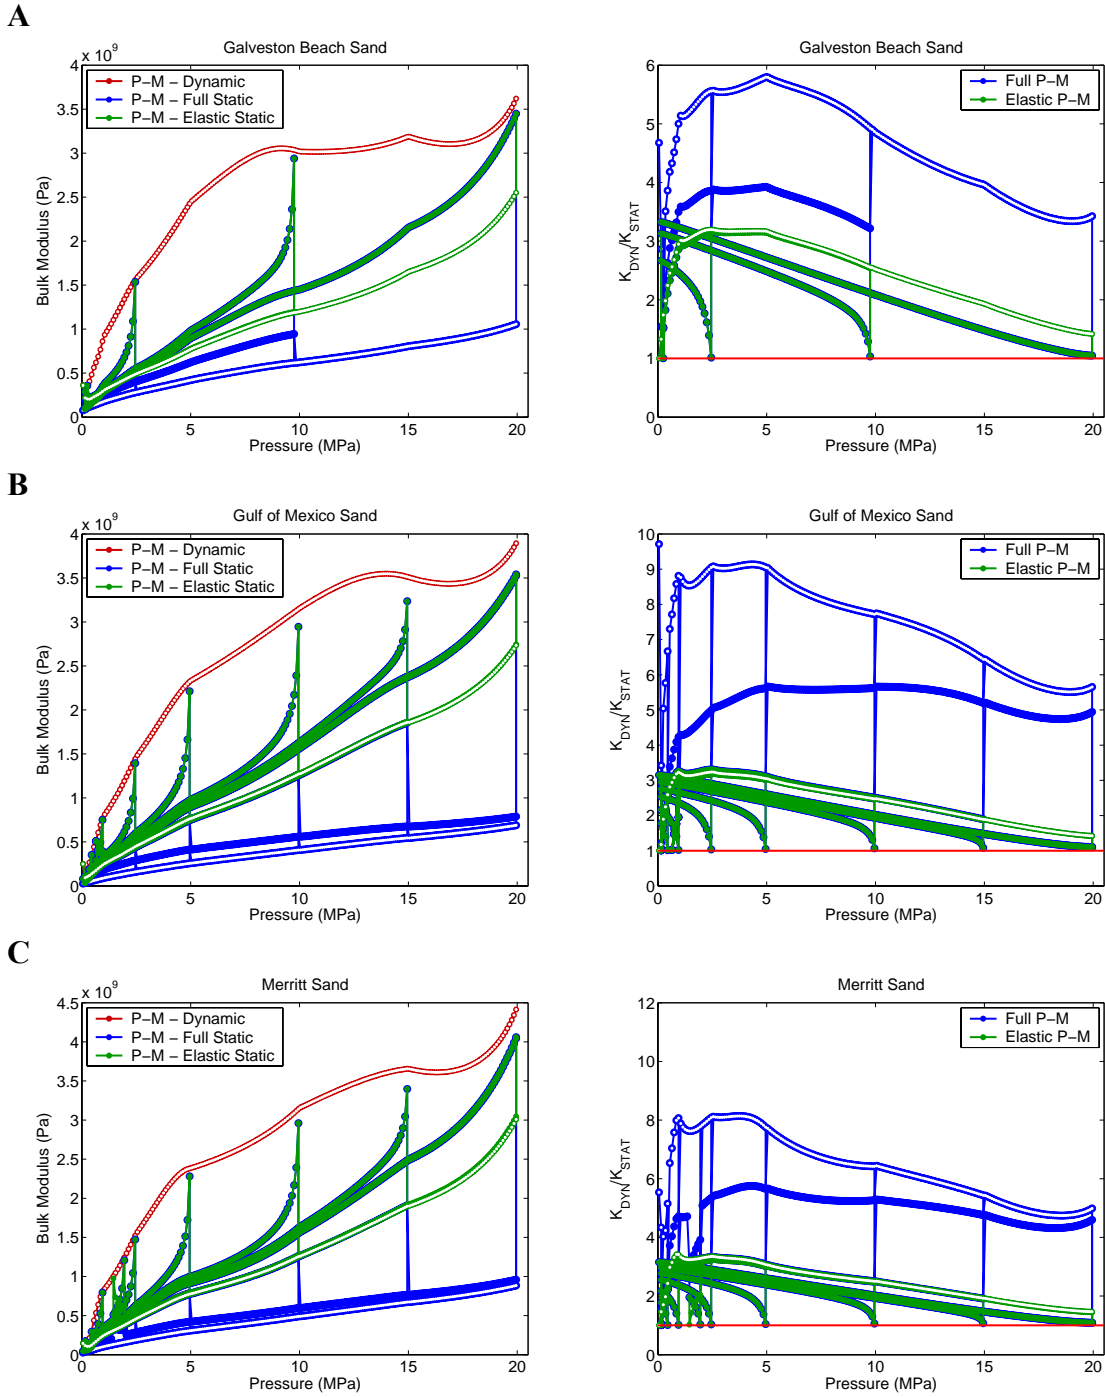 A
Galveston Beach Sand
x 10^9
P-M - Dynamic
P-M - Full Static
P-M - Elastic Static
Bulk Modulus (Pa)
4
3.5
3
2.5
2
1.5
1
0.5
0
0 5 10 15 20
Pressure (MPa)
Galveston Beach Sand
Full P-M
Elastic P-M
K_DYN/K_STAT
6
5
4
3
2
1
0
0 5 10 15 20
Pressure (MPa)
B
Gulf of Mexico Sand
x 10^9
P-M - Dynamic
P-M - Full Static
P-M - Elastic Static
Bulk Modulus (Pa)
4
3.5
3
2.5
2
1.5
1
0.5
0
0 5 10 15 20
Pressure (MPa)
Gulf of Mexico Sand
Full P-M
Elastic P-M
K_DYN/K_STAT
10
9
8
7
6
5
4
3
2
1
0
0 5 10 15 20
Pressure (MPa)
C
Merritt Sand
x 10^9
P-M - Dynamic
P-M - Full Static
P-M - Elastic Static
Bulk Modulus (Pa)
4.5
4
3.5
3
2.5
2
1.5
1
0.5
0
0 5 10 15 20
Pressure (MPa)
Merritt Sand
Full P-M
Elastic P-M
K_DYN/K_STAT
12
10
8
6
4
2
0
0 5 10 15 20
Pressure (MPa)